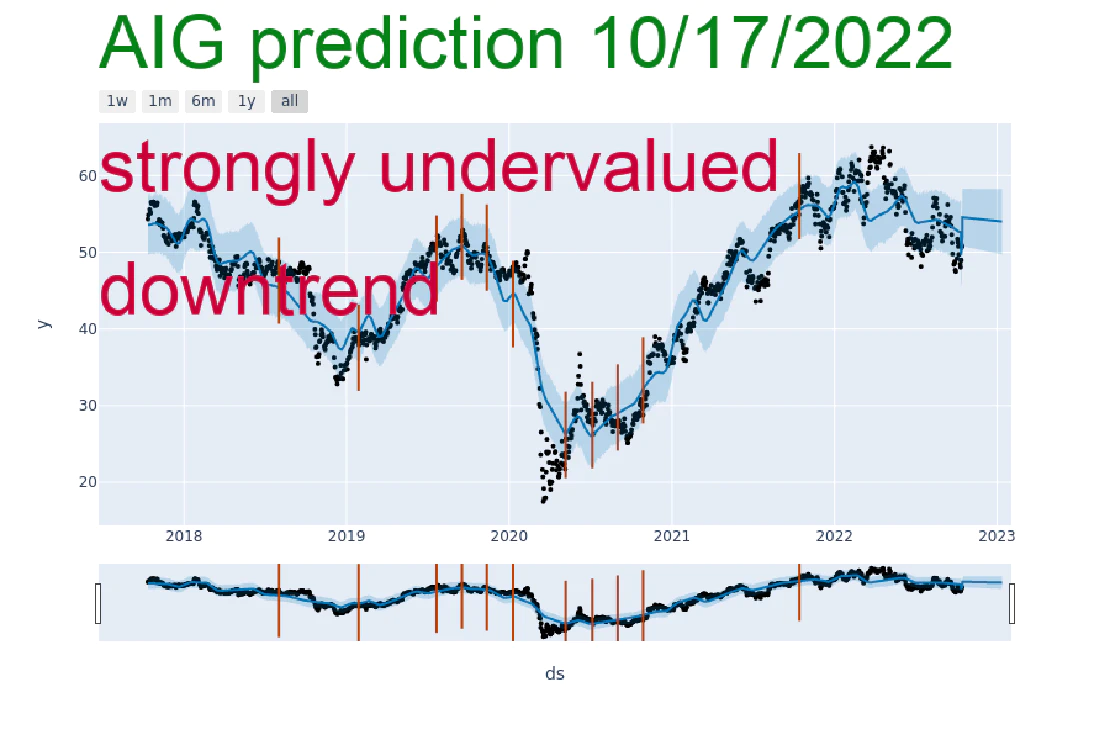 AIG prediction 10/17/2022
1w 1m 6m 1y all
strongly undervalued
downtrend
60
50
40
30
20
y
2018 2019 2020 2021 2022 2023
ds